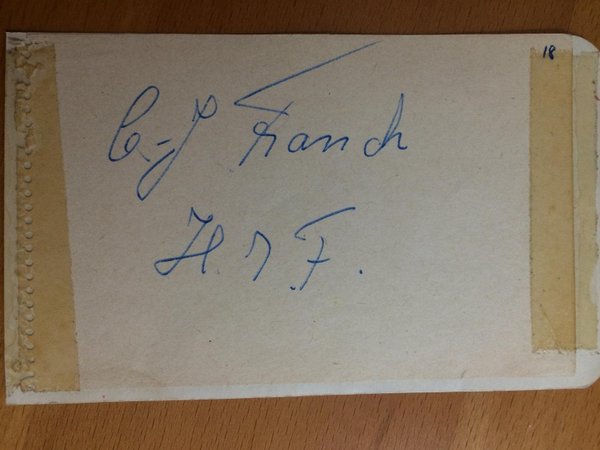 18
C-J Franck
H. J. F.